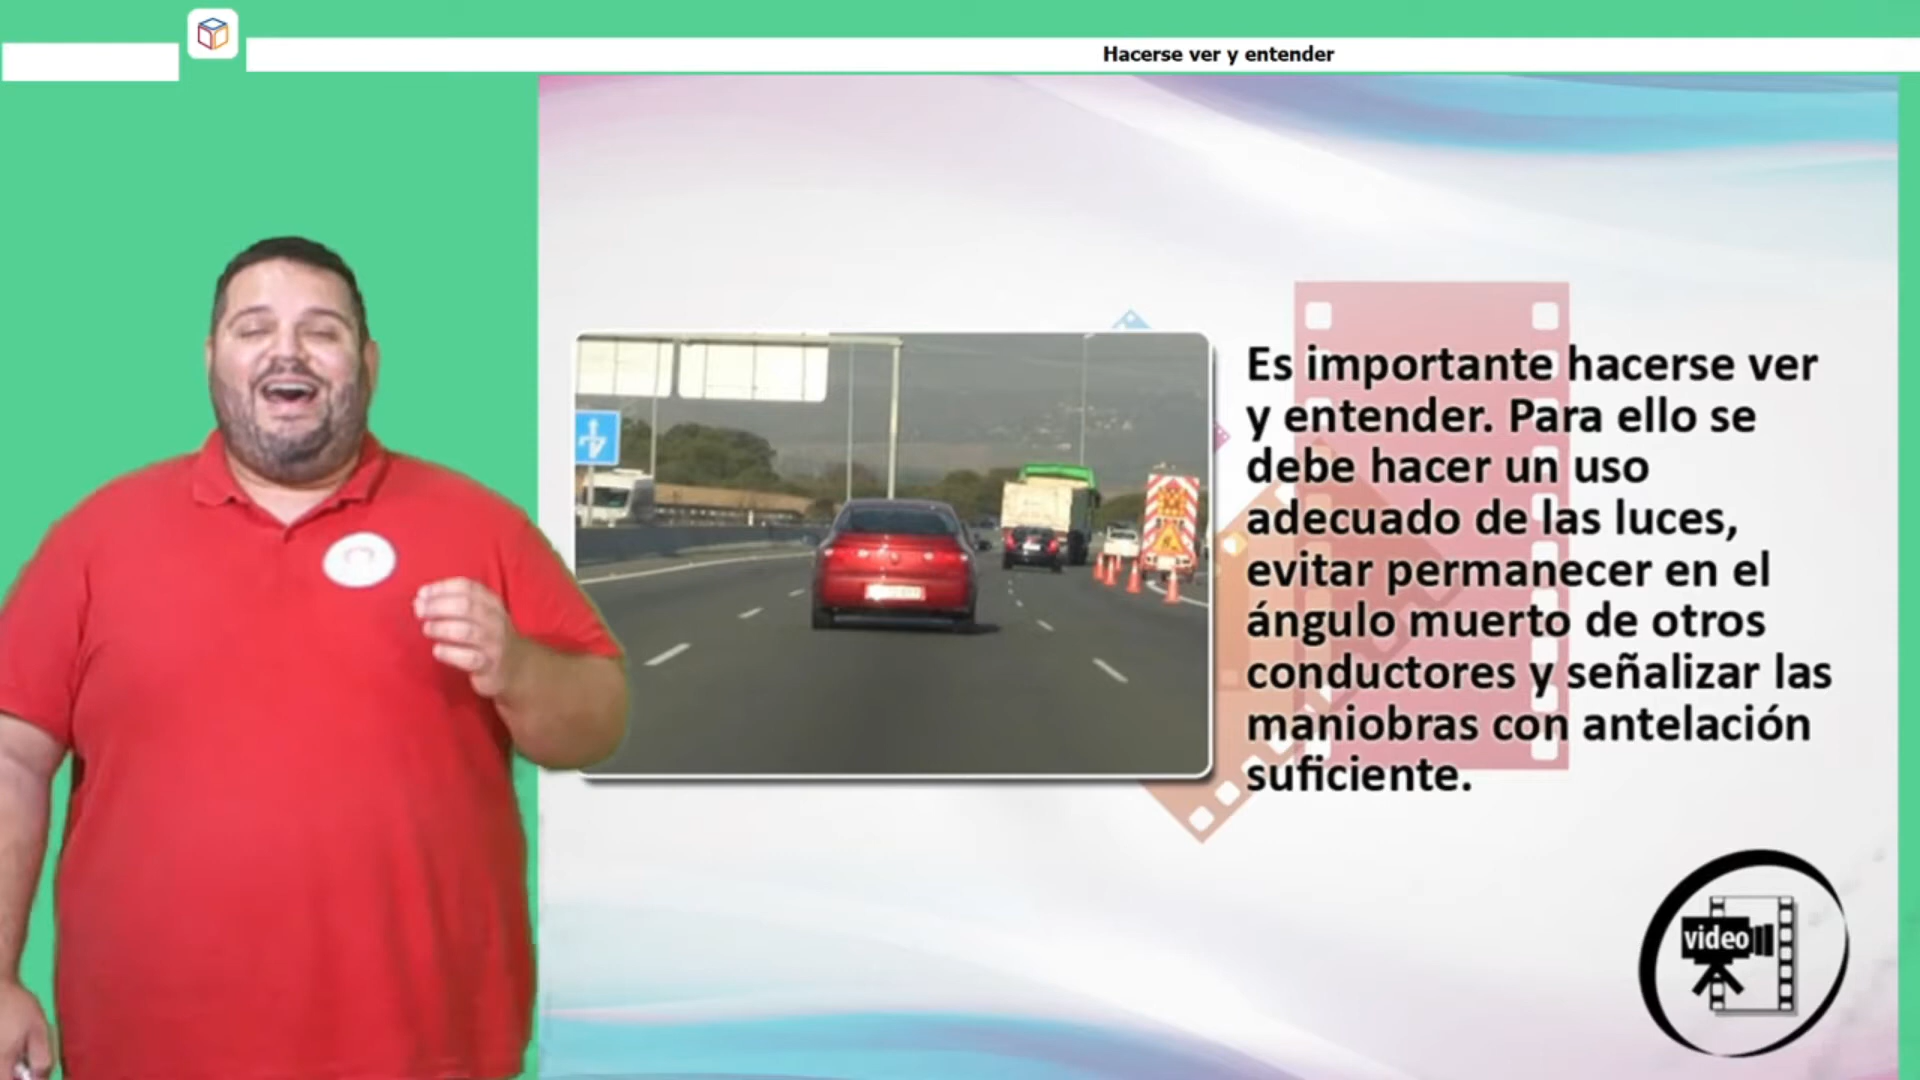 Hacerse ver y entender
Es importante hacerse ver
y entender. Para ello se
debe hacer un uso
adecuado de las luces,
evitar permanecer en el
ángulo muerto de otros
conductores y señalizar las
maniobras con antelación
suficiente.
video